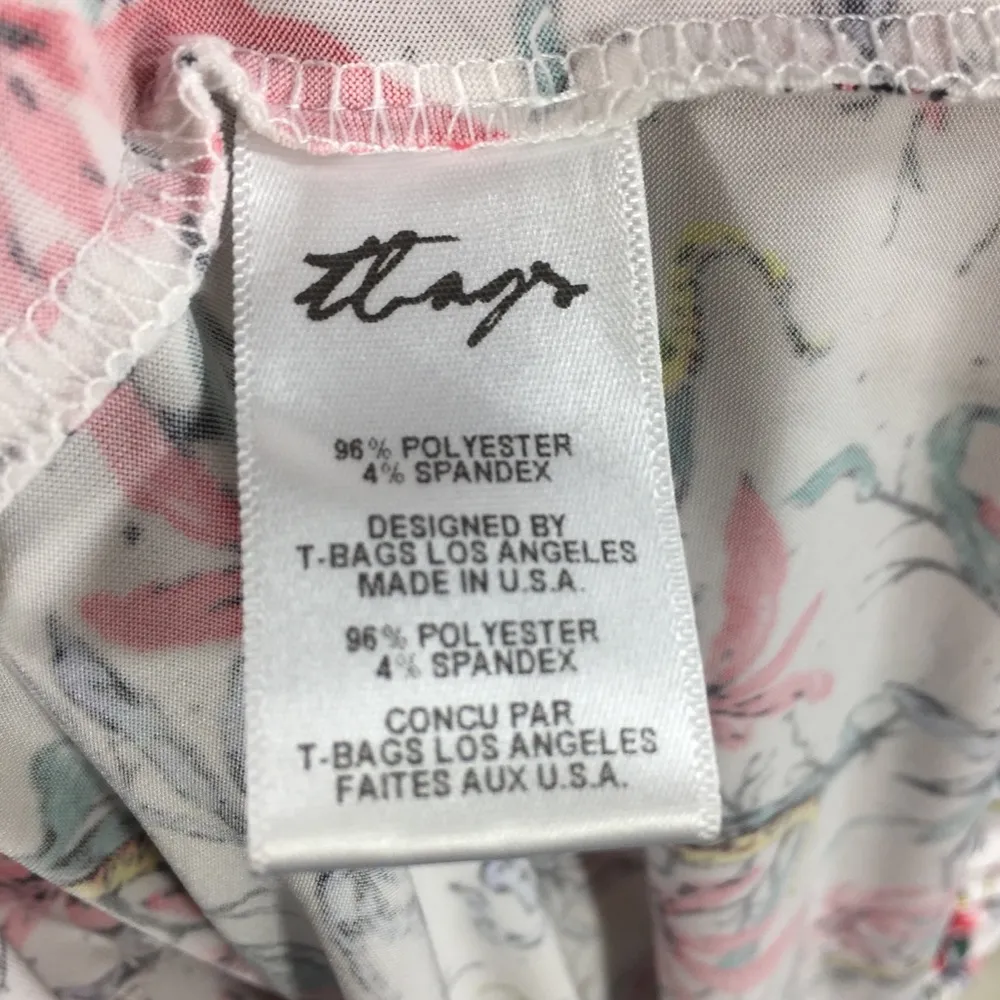 tbags
96% POLYESTER
4% SPANDEX
DESIGNED BY
T-BAGS LOS ANGELES
MADE IN U.S.A.
96% POLYESTER
4% SPANDEX
CONCU PAR
T-BAGS LOS ANGELES
FAITES AUX U.S.A.